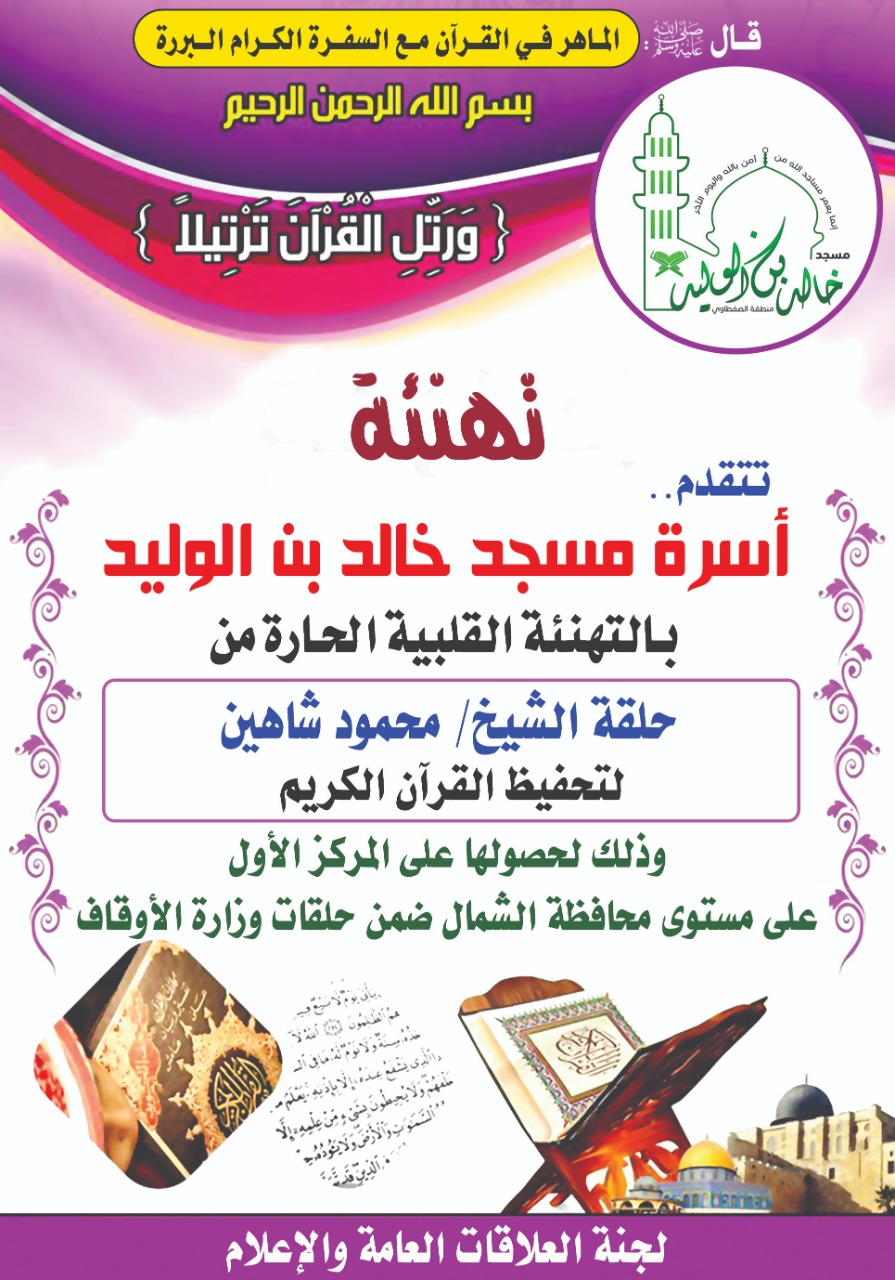 قال ﷺ : الماهر في القرآن مع السفرة الكرام البررة
بسم الله الرحمن الرحيم
{ وَرَتِّلِ الْقُرْآنَ تَرْتِيلاً }
إنما يعمر مساجد الله من آمن بالله واليوم الآخر
مسجد
خالد بن الوليد
منطقة الصفطاوي
تهنئة
تتقدم..
أسرة مسجد خالد بن الوليد
بالتهنئة القلبية الحارة من
حلقة الشيخ/ محمود شاهين
لتحفيظ القرآن الكريم
وذلك لحصولها على المركز الأول
على مستوى محافظة الشمال ضمن حلقات وزارة الأوقاف
لجنة العلاقات العامة والإعلام